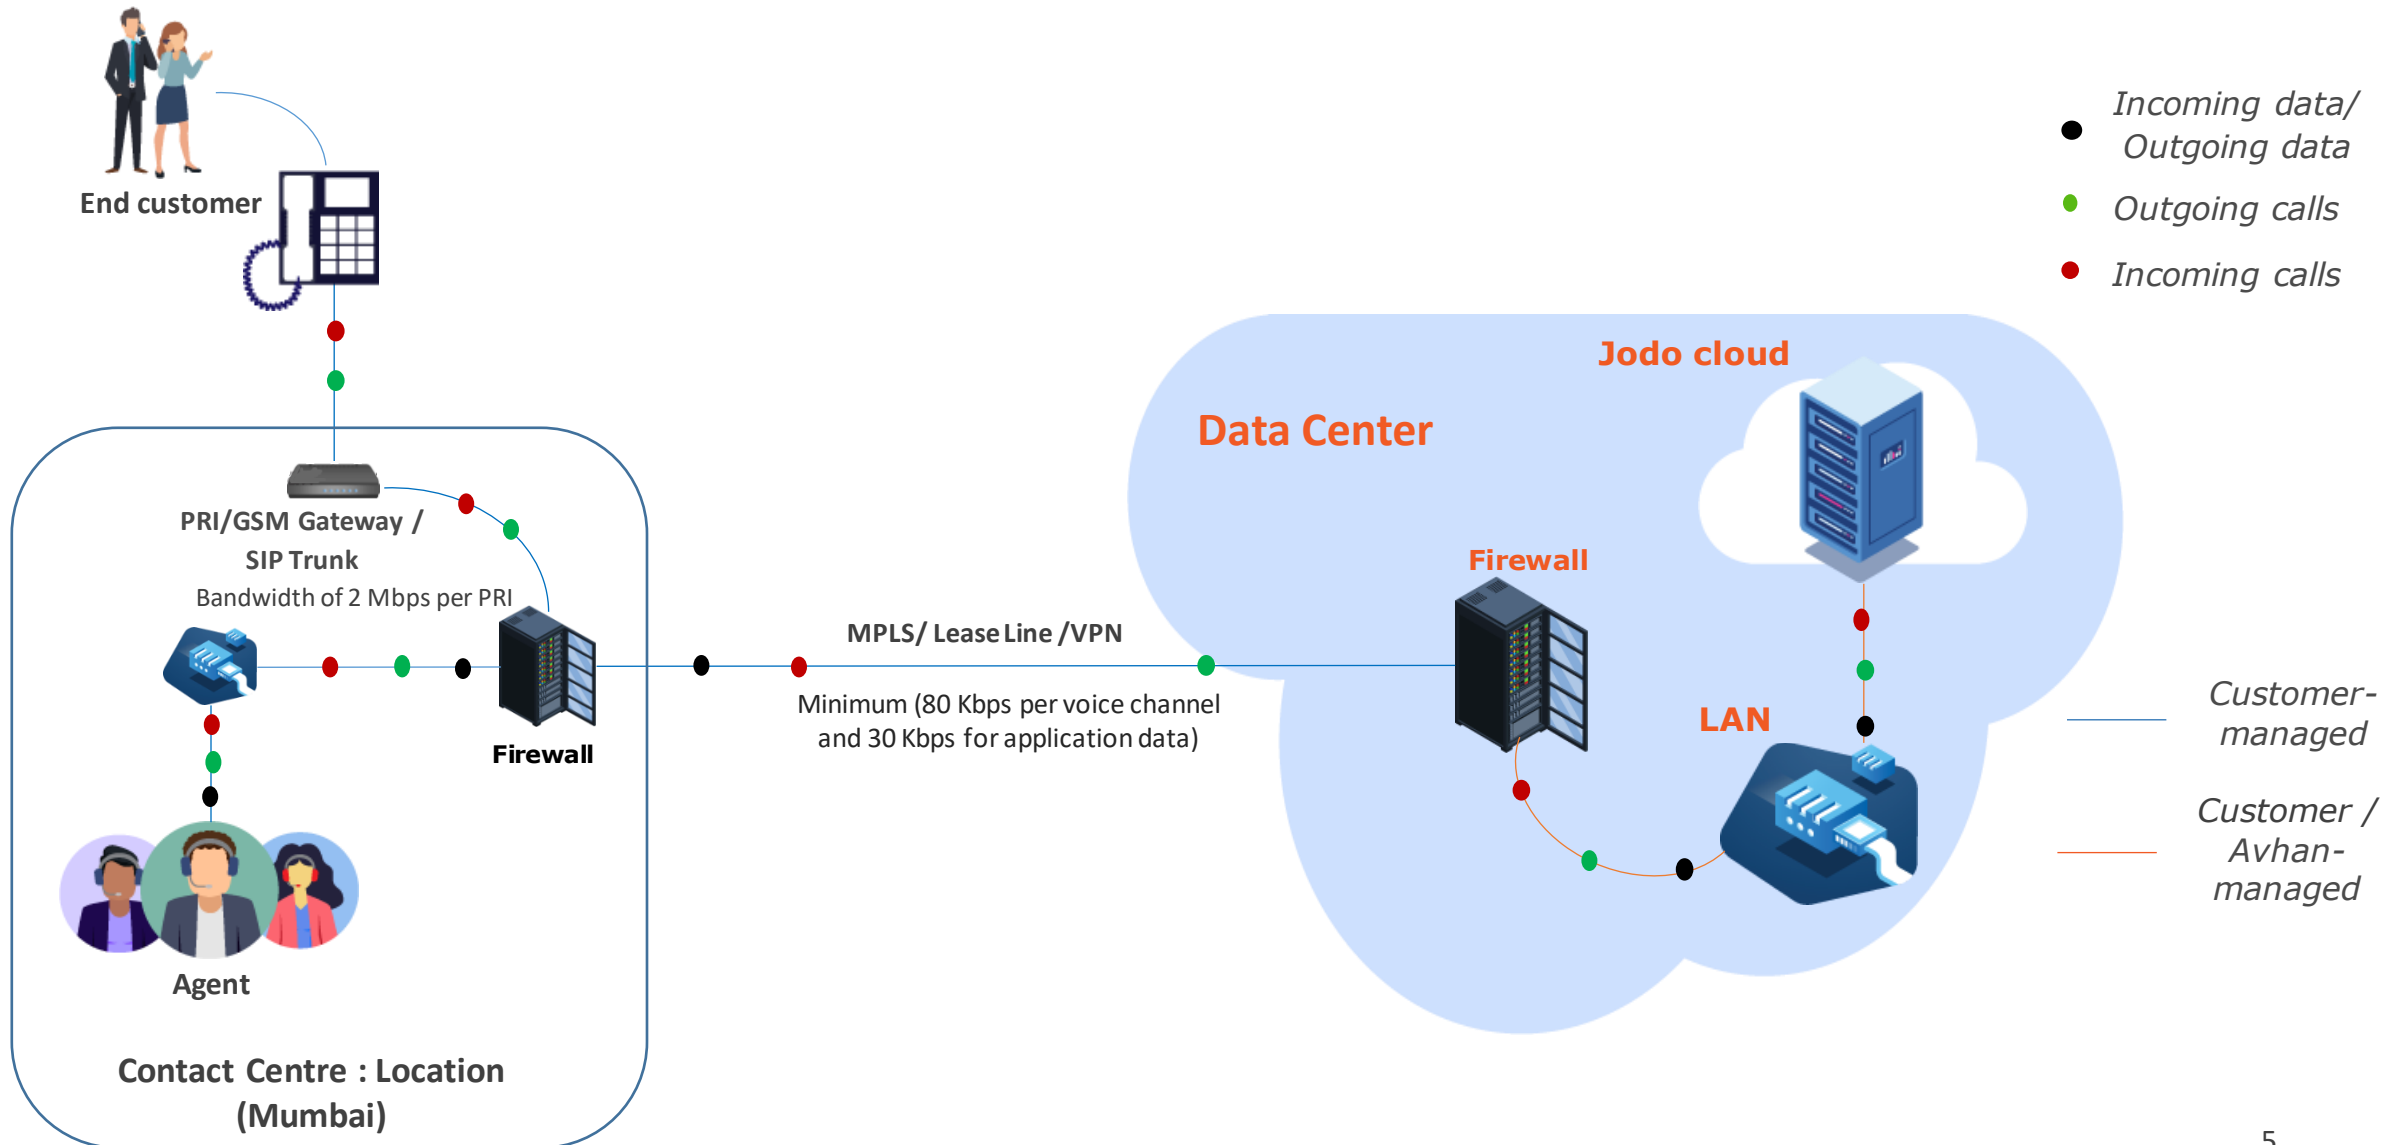 End customer
Incoming data/
Outgoing data
Outgoing calls
Incoming calls
Jodo cloud
Data Center
PRI/GSM Gateway /
SIP Trunk
Bandwidth of 2 Mbps per PRI
Firewall
MPLS/ Lease Line /VPN
Minimum (80 Kbps per voice channel
and 30 Kbps for application data)
Firewall
LAN
Customer-
managed
Customer /
Avhan-
managed
Agent
Contact Centre : Location
(Mumbai)
5